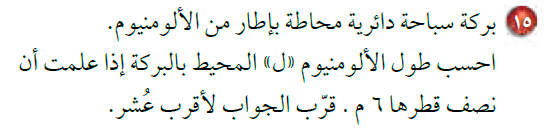 ١٥ بركة سباحة دائرية محاطة بإطار من الألومنيوم.
احسب طول الألومنيوم «ل» المحيط بالبركة إذا علمت أن
نصف قطرها ٦ م . قرّب الجواب لأقرب عُشر.